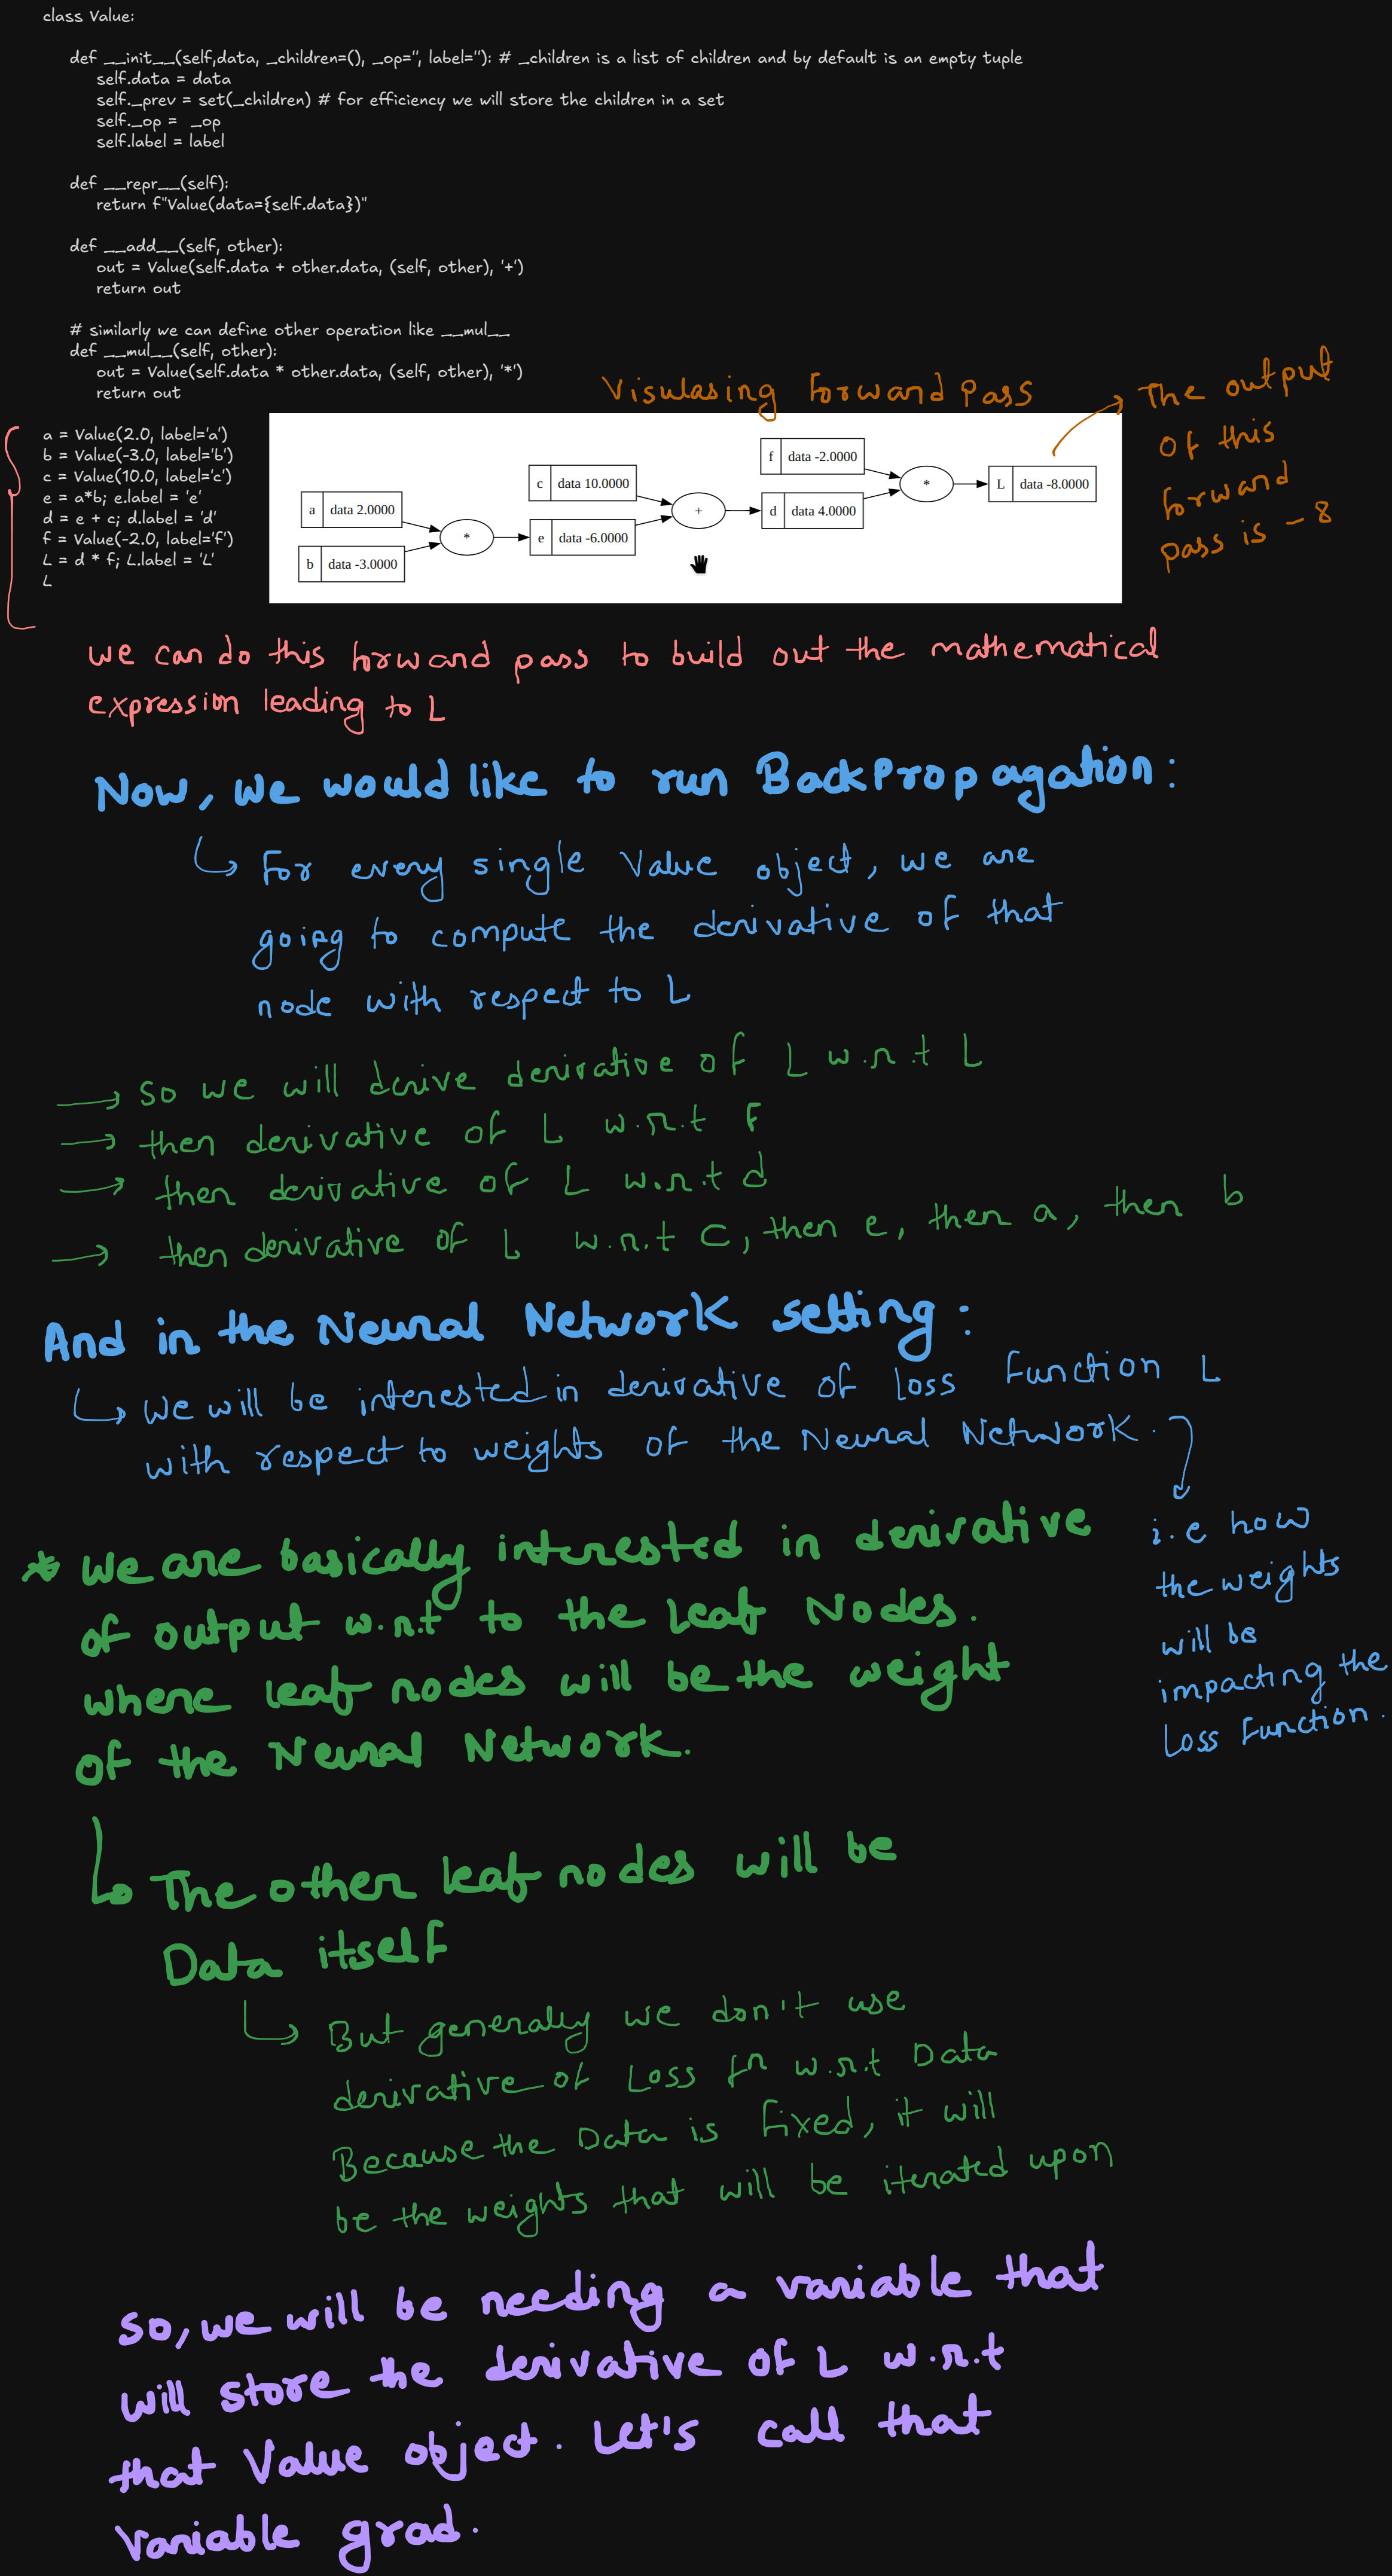 class Value:
def __init__(self,data, _children=(), _op='', label=''): # _children is a list of children and by default is an empty tuple
self.data = data
self._prev = set(_children) # for efficiency we will store the children in a set
self._op = _op
self.label = label
def __repr__(self):
return f"Value(data={self.data})"
def __add__(self, other):
out = Value(self.data + other.data, (self, other), '+')
return out
# similarly we can define other operation like __mul__
def __mul__(self, other):
out = Value(self.data * other.data, (self, other), '*')
return out
a = Value(2.0, label='a')
b = Value(-3.0, label='b')
c = Value(10.0, label='c')
e = a*b; e.label = 'e'
d = e + c; d.label = 'd'
f = Value(-2.0, label='f')
L = d * f; L.label = 'L'
L
Visulasing forward pass
a data 2.0000
b data -3.0000
*
c data 10.0000
e data -6.0000
+
f data -2.0000
d data 4.0000
*
L data -8.0000
The output
of this
forward
pass is -8
we can do this forward pass to build out the mathematical
expression leading to L
Now, we would like to run BackPropagation:
For every single Value object, we are
going to compute the derivative of that
node with respect to L
so we will derive derivative of L w.r.t L
then derivative of L w.r.t f
then derivative of L w.r.t d
then derivative of L w.r.t c, then e, then a, then b
And in the Neural Network setting:
we will be interested in derivative of loss function L
with respect to weights of the Neural Network.
i.e how
the weights
will be
impacting the
Loss function.
* we are basically interested in derivative
of output w.r.t to the leaf Nodes.
where leaf nodes will be the weight
of the Neural Network.
The other leaf nodes will be
Data itself
But generally we don't use
derivative of Loss fn w.r.t Data
Because the Data is fixed, it will
be the weights that will be iterated upon
so, we will be needing a variable that
will store the derivative of L w.r.t
that Value object. Let's call that
variable grad.